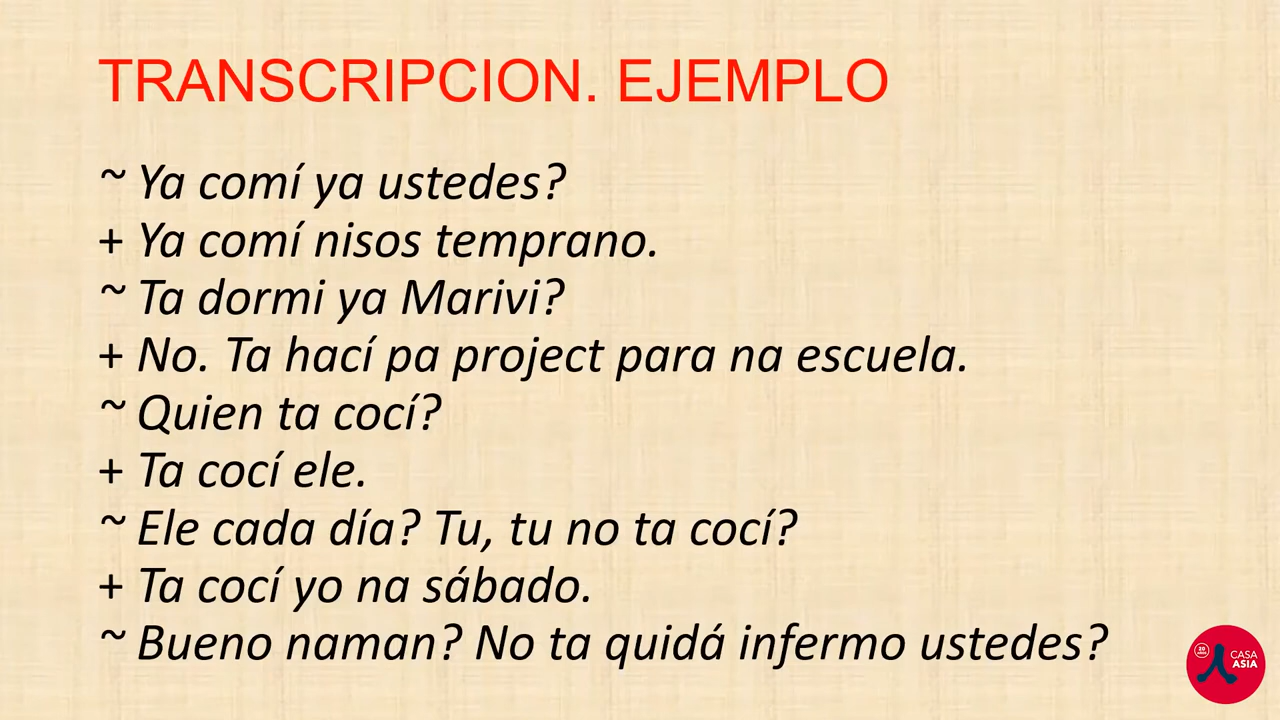 TRANSCRIPCION. EJEMPLO
~ Ya comí ya ustedes?
+ Ya comí nisos temprano.
~ Ta dormi ya Marivi?
+ No. Ta hací pa project para na escuela.
~ Quien ta cocí?
+ Ta cocí ele.
~ Ele cada día? Tu, tu no ta cocí?
+ Ta cocí yo na sábado.
~ Bueno naman? No ta quidá infermo ustedes?
20
CASA
ASIA